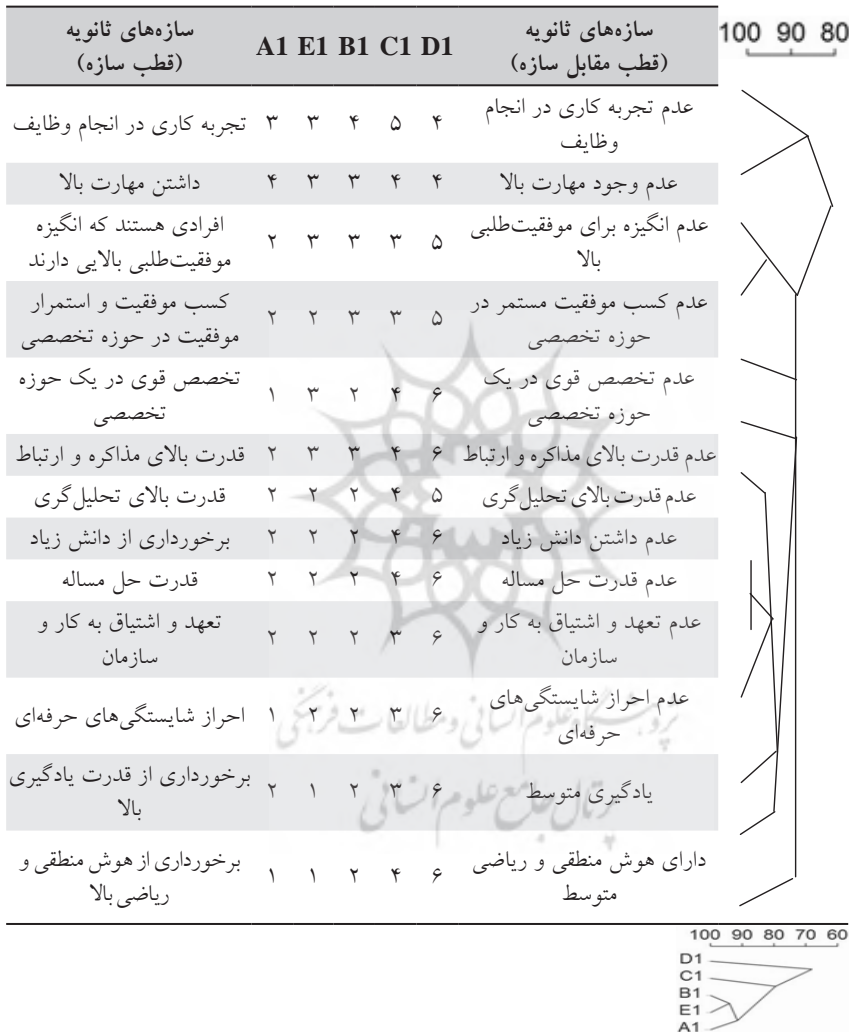 100 90 80
سازه‌های ثانویه
(قطب مقابل سازه)
A1 E1 B1 C1 D1
سازه‌های ثانویه
(قطب سازه)
عدم تجربه کاری در انجام
وظایف
۴ ۵ ۴ ۳ ۳
تجربه کاری در انجام وظایف
عدم وجود مهارت بالا
۴ ۴ ۳ ۳ ۴
داشتن مهارت بالا
عدم انگیزه برای موفقیت‌طلبی
بالا
۵ ۳ ۳ ۳ ۲
افرادی هستند که انگیزه
موفقیت‌طلبی بالایی دارند
عدم کسب موفقیت مستمر در
حوزه تخصصی
۵ ۳ ۳ ۲ ۲
کسب موفقیت و استمرار
موفقیت در حوزه تخصصی
عدم تخصص قوی در یک
حوزه تخصصی
۶ ۴ ۲ ۳ ۱
تخصص قوی در یک حوزه
تخصصی
عدم قدرت بالای مذاکره و ارتباط
۶ ۴ ۳ ۳ ۲
قدرت بالای مذاکره و ارتباط
عدم قدرت بالای تحلیل‌گری
۵ ۴ ۲ ۲ ۲
قدرت بالای تحلیل‌گری
عدم داشتن دانش زیاد
۶ ۴ ۲ ۲ ۲
برخورداری از دانش زیاد
عدم قدرت حل مساله
۶ ۴ ۲ ۲ ۲
قدرت حل مساله
عدم تعهد و اشتیاق به کار و
سازمان
۶ ۳ ۲ ۲ ۲
تعهد و اشتیاق به کار و
سازمان
عدم احراز شایستگی‌های
حرفه‌ای
۶ ۳ ۲ ۲ ۱
احراز شایستگی‌های حرفه‌ای
پژوهشگاه علوم انسانی و مطالعات فرهنگی
یادگیری متوسط
۶ ۳ ۲ ۱ ۲
برخورداری از قدرت یادگیری
بالا
پرتال جامع علوم انسانی
دارای هوش منطقی و ریاضی
متوسط
۶ ۴ ۲ ۱ ۱
برخورداری از هوش منطقی و
ریاضی بالا
100 90 80 70 60
D1
C1
B1
E1
A1